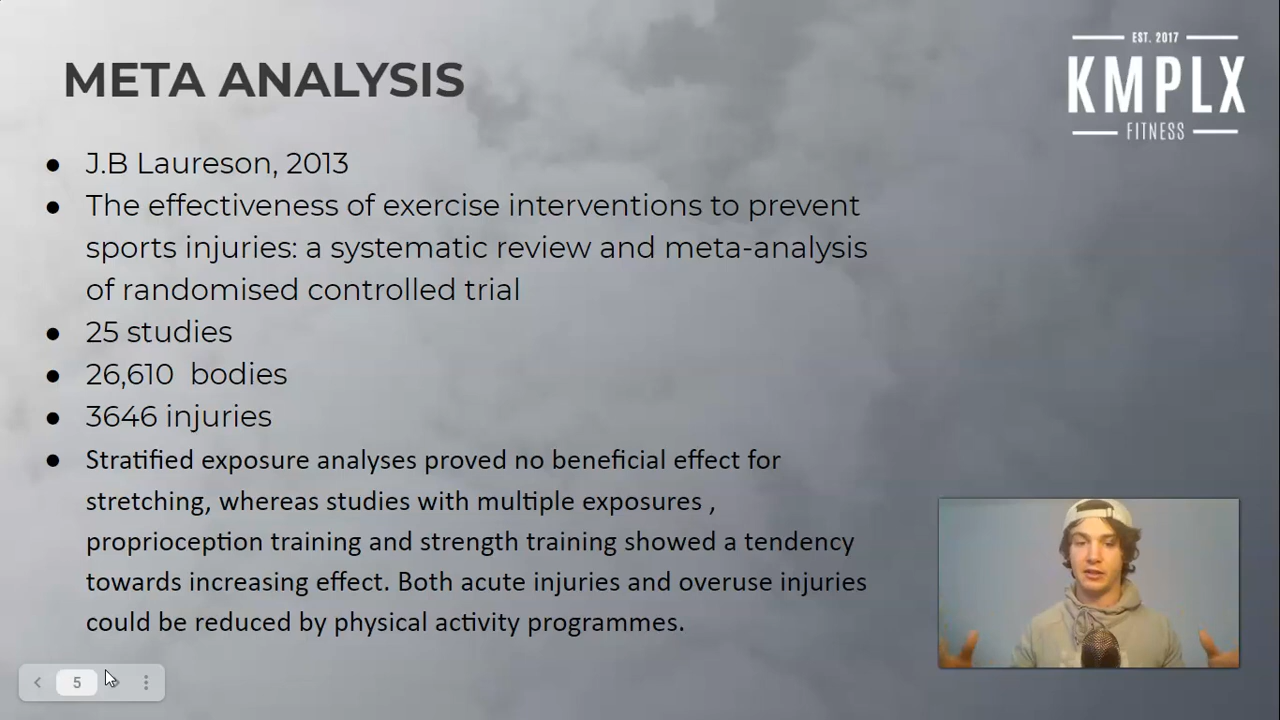 META ANALYSIS
EST. 2017
KMPLX
FITNESS
● J.B Laureson, 2013
● The effectiveness of exercise interventions to prevent
sports injuries: a systematic review and meta-analysis
of randomised controlled trial
● 25 studies
● 26,610 bodies
● 3646 injuries
● Stratified exposure analyses proved no beneficial effect for
stretching, whereas studies with multiple exposures ,
proprioception training and strength training showed a tendency
towards increasing effect. Both acute injuries and overuse injuries
could be reduced by physical activity programmes.
5